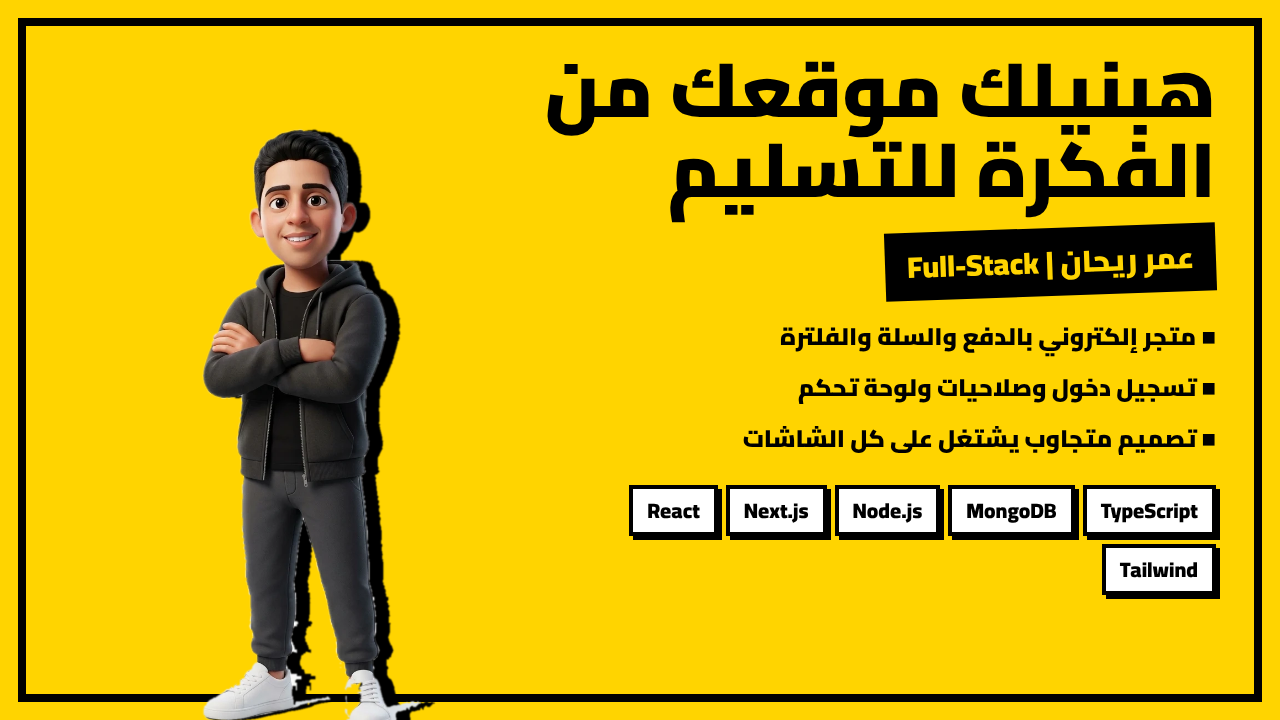 هبنيلك موقعك من
الفكرة للتسليم
عمر ريحان | Full-Stack
■ متجر إلكتروني بالدفع والسلة والفلترة
■ تسجيل دخول وصلاحيات ولوحة تحكم
■ تصميم متجاوب يشتغل على كل الشاشات
TypeScript MongoDB Node.js Next.js React
Tailwind